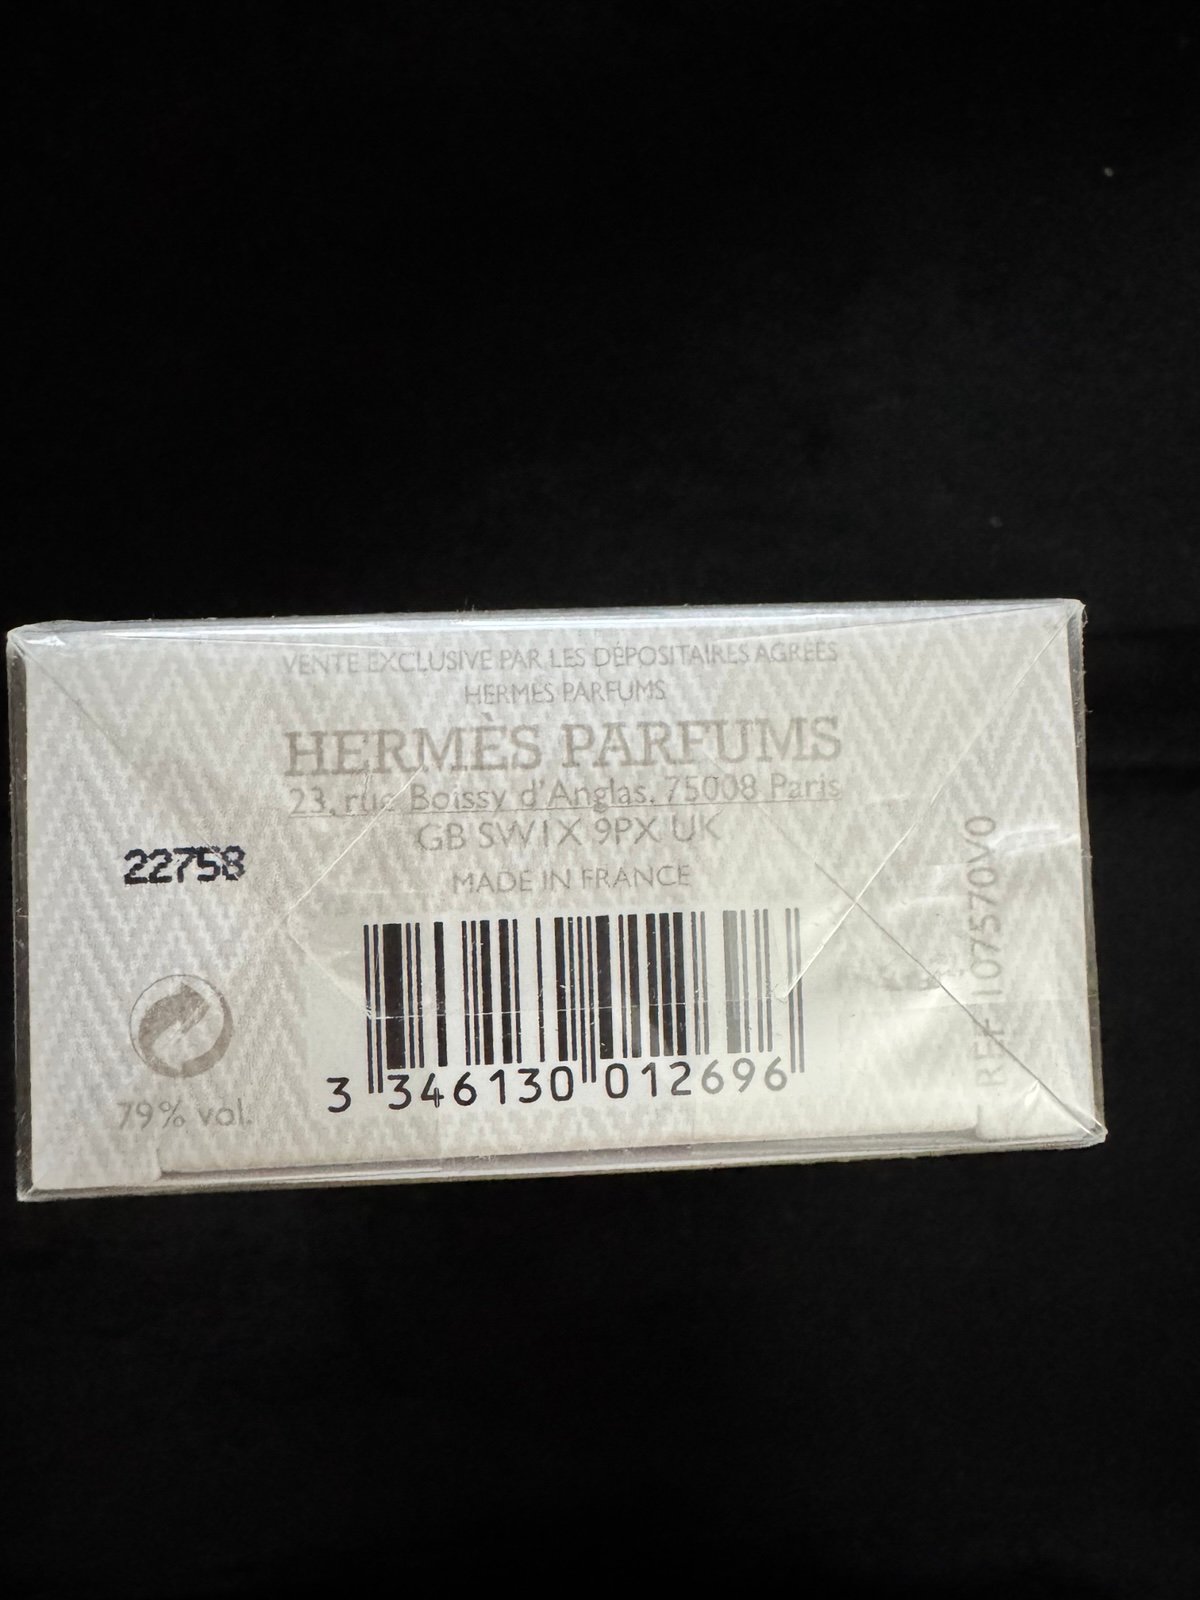 VENTE EXCLUSIVE PAR LES DÉPOSITAIRES AGRÉÉS
HERMÈS PARFUMS
HERMÈS PARFUMS
23, rue Boissy d'Anglas, 75008 Paris
GB SW1X 9PX UK
MADE IN FRANCE
22758
REF 107570V0
79% vol.
3 346130 012696